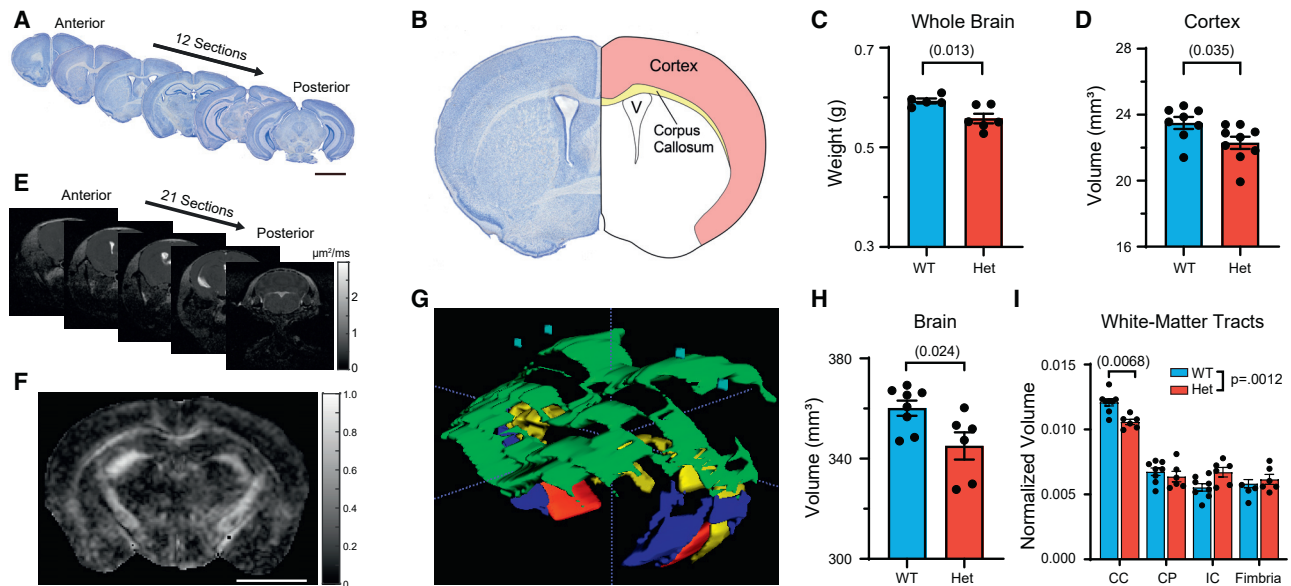 A
Anterior
12 Sections
Posterior
B
Cortex
V
Corpus
Callosum
C
Whole Brain
(0.013)
Weight (g)
0.7
0.5
0.3
WT
Het
D
Cortex
(0.035)
Volume (mm³)
28
24
22
20
16
WT
Het
E
Anterior
21 Sections
Posterior
µm²/ms
2
1
0
F
1.0
0.8
0.6
0.4
0.2
0.0
G
H
Brain
(0.024)
Volume (mm³)
380
360
340
300
WT
Het
I
White-Matter Tracts
(0.0068)
WT
Het
p=.0012
Normalized Volume
0.015
0.010
0.005
0.000
CC
CP
IC
Fimbria